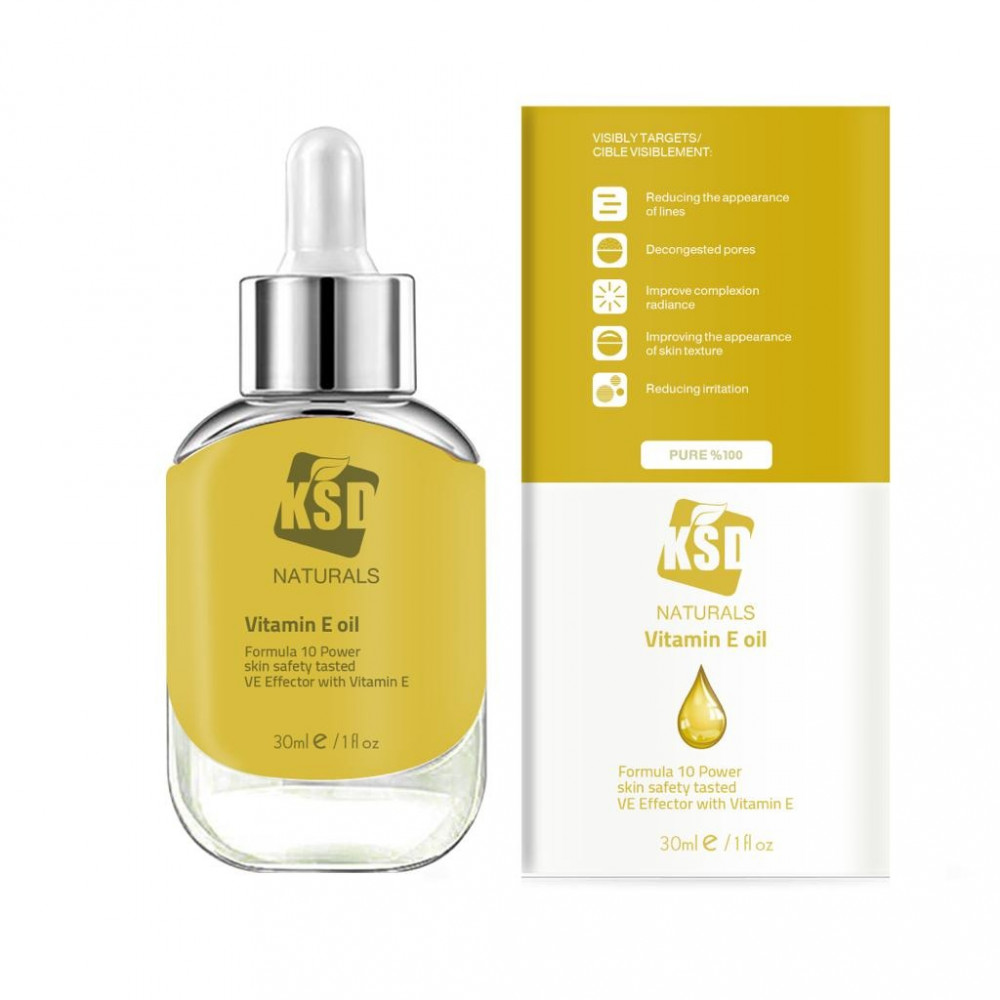 KSD
NATURALS
Vitamin E oil
Formula 10 Power
skin safety tasted
VE Effector with Vitamin E
30ml e / 1 fl oz
VISIBLY TARGETS/
CIBLE VISIBLEMENT:
Reducing the appearance
of lines
Decongested pores
Improve complexion
radiance
Improving the appearance
of skin texture
Reducing irritation
PURE %100
KSD
NATURALS
Vitamin E oil
Formula 10 Power
skin safety tasted
VE Effector with Vitamin E
30ml e / 1 fl oz